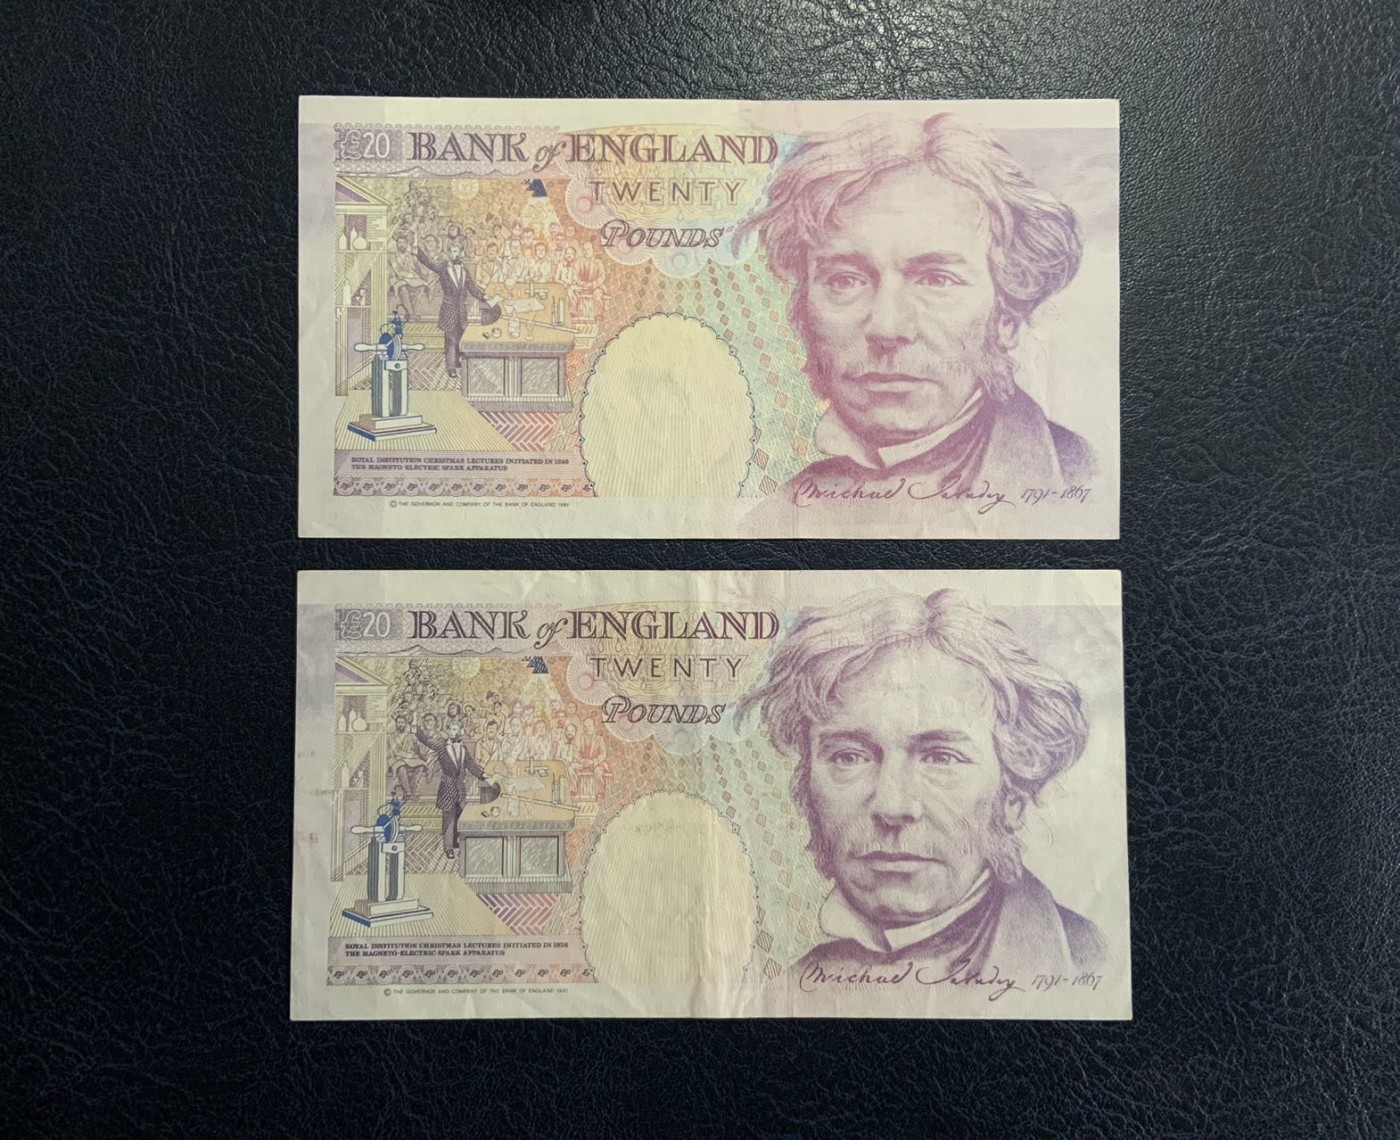 £20 BANK of ENGLAND
TWENTY
POUNDS
ROYAL INSTITUTION CHRISTMAS LECTURES INITIATED IN 1826
THE MAGNETO-ELECTRIC SPARK APPARATUS
© THE GOVERNOR AND COMPANY OF THE BANK OF ENGLAND
Michael Faraday 1791-1867
£20 BANK of ENGLAND
TWENTY
POUNDS
ROYAL INSTITUTION CHRISTMAS LECTURES INITIATED IN 1826
THE MAGNETO-ELECTRIC SPARK APPARATUS
© THE GOVERNOR AND COMPANY OF THE BANK OF ENGLAND
Michael Faraday 1791-1867